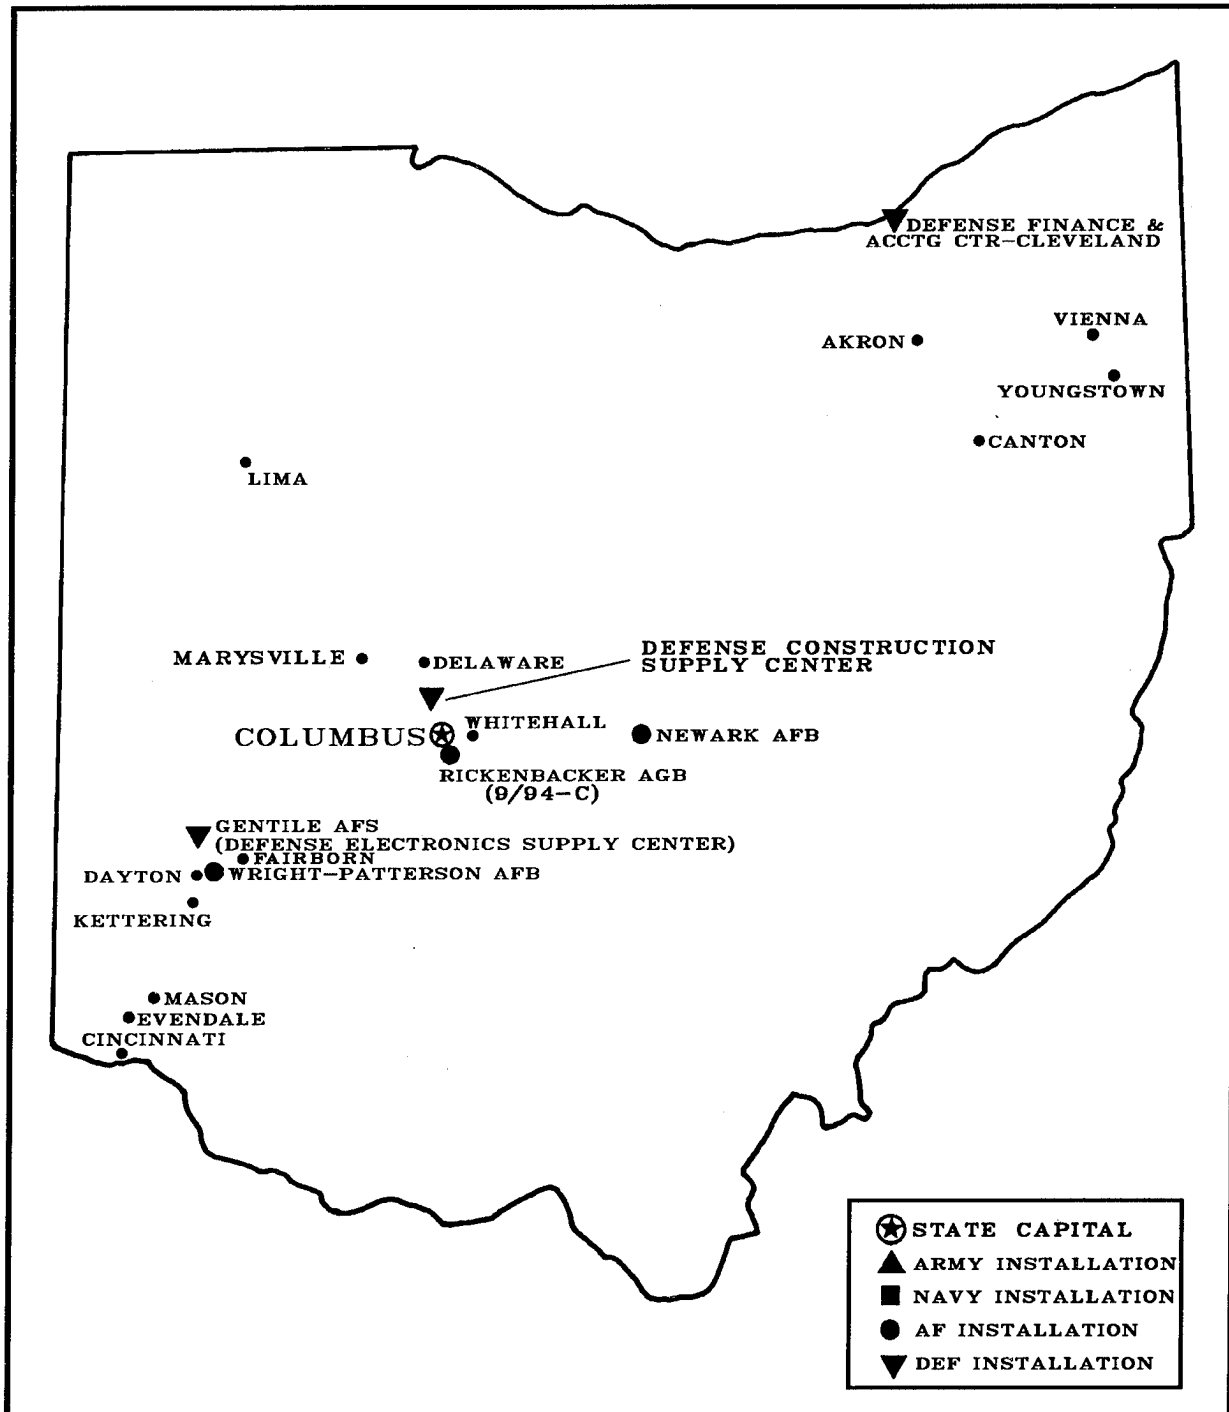 DEFENSE FINANCE &
ACCTG CTR-CLEVELAND
VIENNA
AKRON
YOUNGSTOWN
CANTON
LIMA
DEFENSE CONSTRUCTION
SUPPLY CENTER
MARYSVILLE
DELAWARE
WHITEHALL
COLUMBUS
NEWARK AFB
RICKENBACKER AGB
(9/94-C)
GENTILE AFS
(DEFENSE ELECTRONICS SUPPLY CENTER)
FAIRBORN
DAYTON
WRIGHT-PATTERSON AFB
KETTERING
MASON
EVENDALE
CINCINNATI
STATE CAPITAL
ARMY INSTALLATION
NAVY INSTALLATION
AF INSTALLATION
DEF INSTALLATION